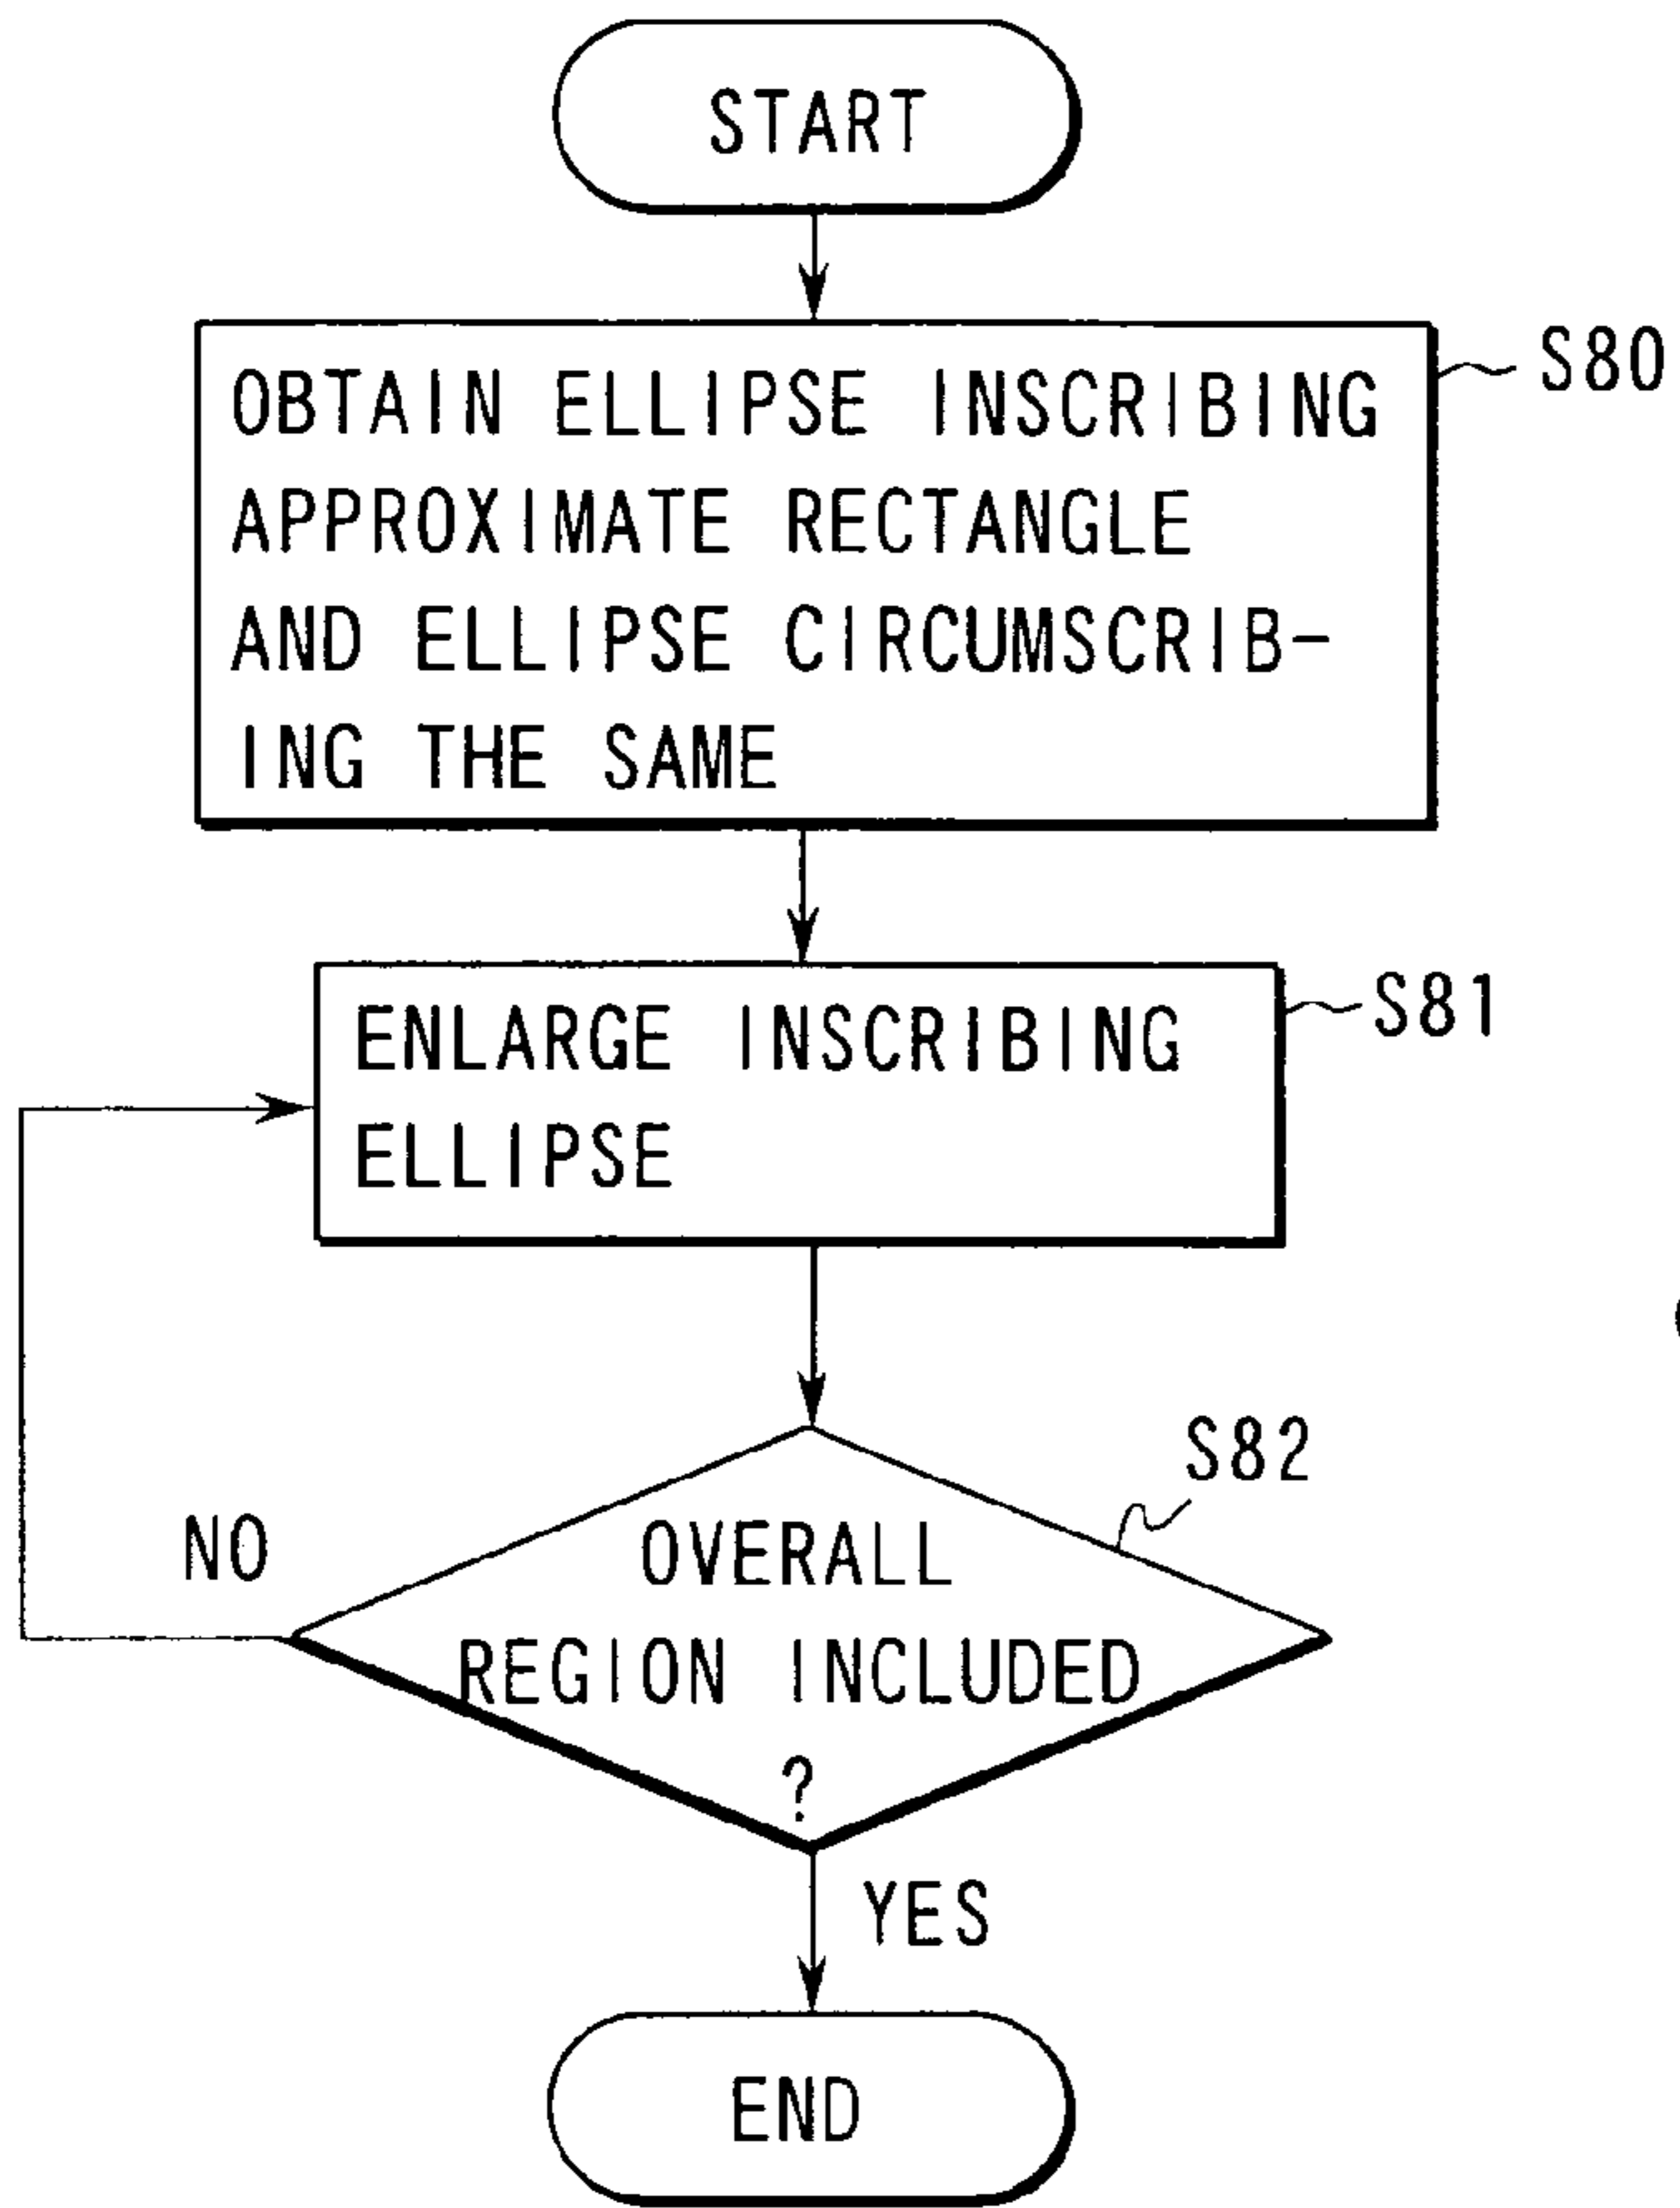 START
OBTAIN ELLIPSE INSCRIBING
APPROXIMATE RECTANGLE
AND ELLIPSE CIRCUMSCRIB-
ING THE SAME
S80
ENLARGE INSCRIBING
ELLIPSE
S81
S82
OVERALL
REGION INCLUDED
?
NO
YES
END